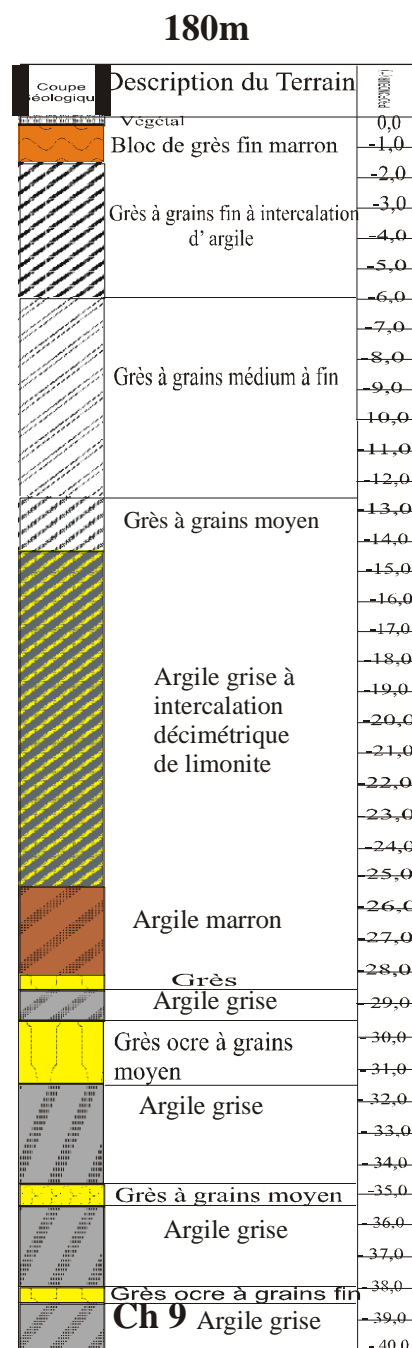 180m
Coupe
Géologique
Description du Terrain
PROFONDEUR(m)
Végétal
0,0
Bloc de grès fin marron
-1,0
-2,0
Grès à grains fin à intercalation
d' argile
-3,0
-4,0
-5,0
-6,0
-7,0
-8,0
Grès à grains médium à fin
-9,0
10,0
-11,0
-12,0
-13,0
Grès à grains moyen
-14,0
-15,0
-16,0
-17,0
-18,0
Argile grise à
intercalation
décimétrique
de limonite
-19,0
-20,0
-21,0
-22,0
-23,0
-24,0
-25,0
-26,0
Argile marron
-27,0
-28,0
Grès
Argile grise
-29,0
Grès ocre à grains
moyen
-30,0
-31,0
Argile grise
-32,0
-33,0
-34,0
Grès à grains moyen
-35,0
Argile grise
-36,0
-37,0
-38,0
Grès ocre à grains fin
Ch 9 Argile grise
-39,0
-40,0